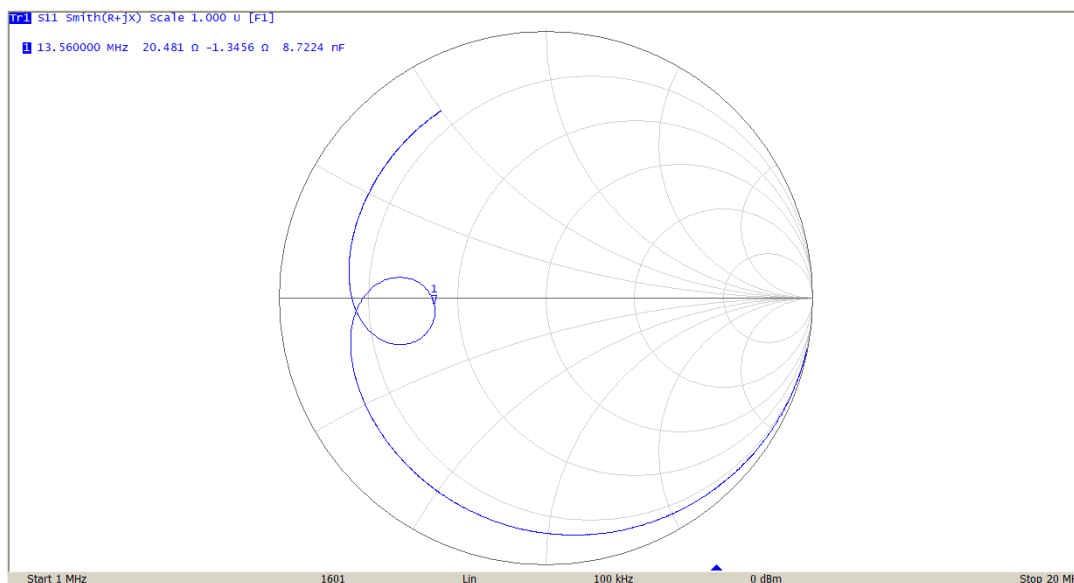 Tr1 S11 Smith(R+jX) Scale 1.000 U [F1]
1 13.560000 MHz 20.481 Ω -1.3456 Ω 8.7224 nF
1
Start 1 MHz 1601 Lin 100 kHz 0 dBm Stop 20 MH